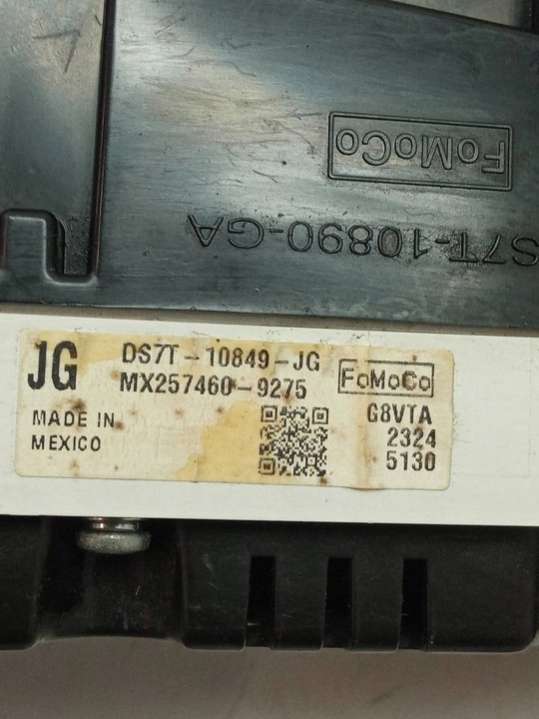 FoMoCo
S7T-10890-GA
JG
DS7T-10849-JG
MX257460-9275
FoMoCo
MADE IN
MEXICO
G8VTA
2324
5130